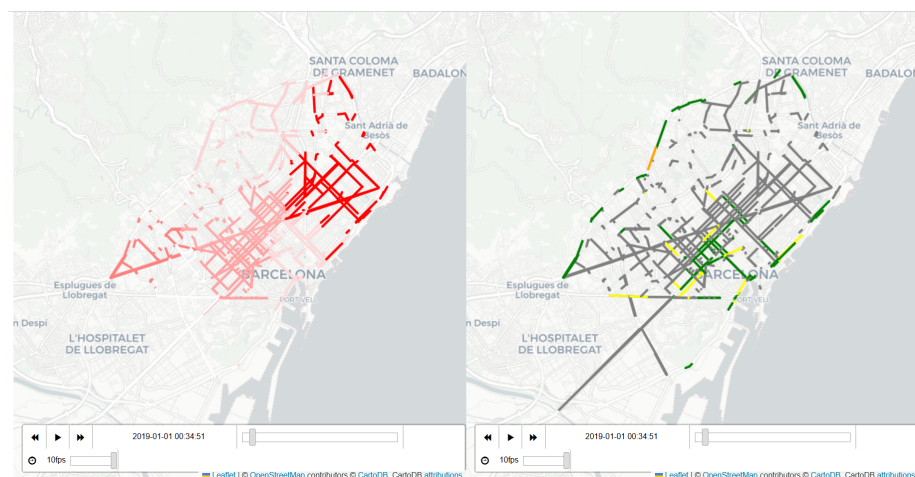 SANTA COLOMA
DE GRAMENET
BADALON
Sant Adrià de
Besòs
BARCELONA
Esplugues de
Llobregat
PORT VELL
n Despí
L'HOSPITALET
DE LLOBREGAT
2019-01-01 00:34:51
10fps
Leaflet | © OpenStreetMap contributors © CartoDB, CartoDB attributions
SANTA COLOMA
DE GRAMENET
BADALO
Sant Adrià de
Besòs
BARCELONA
Esplugues de
Llobregat
PORT VELL
n Despí
L'HOSPITALET
DE LLOBREGAT
2019-01-01 00:34:51
10fps
Leaflet | © OpenStreetMap contributors © CartoDB, CartoDB attributions